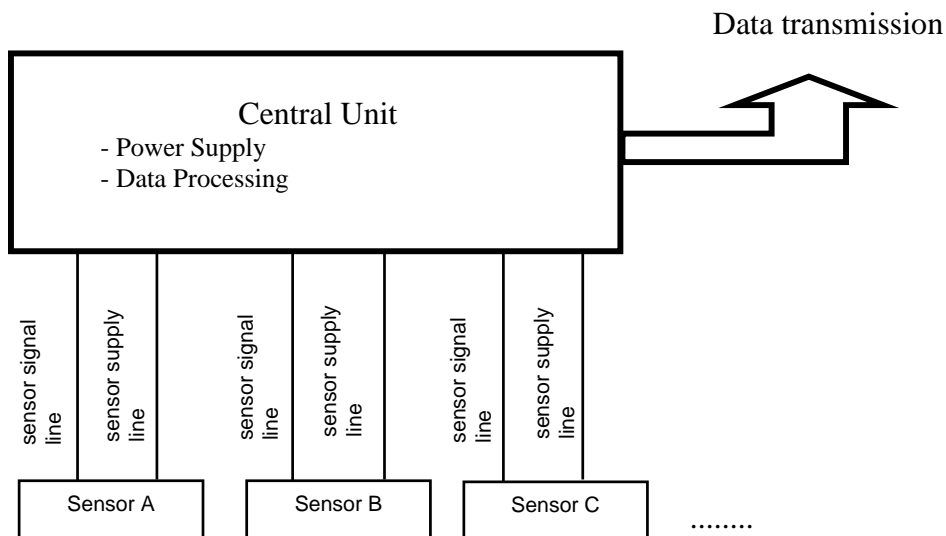 Data transmission
Central Unit
- Power Supply
- Data Processing
sensor signal
line
sensor supply
line
sensor signal
line
sensor supply
line
sensor signal
line
sensor supply
line
Sensor A
Sensor B
Sensor C
........